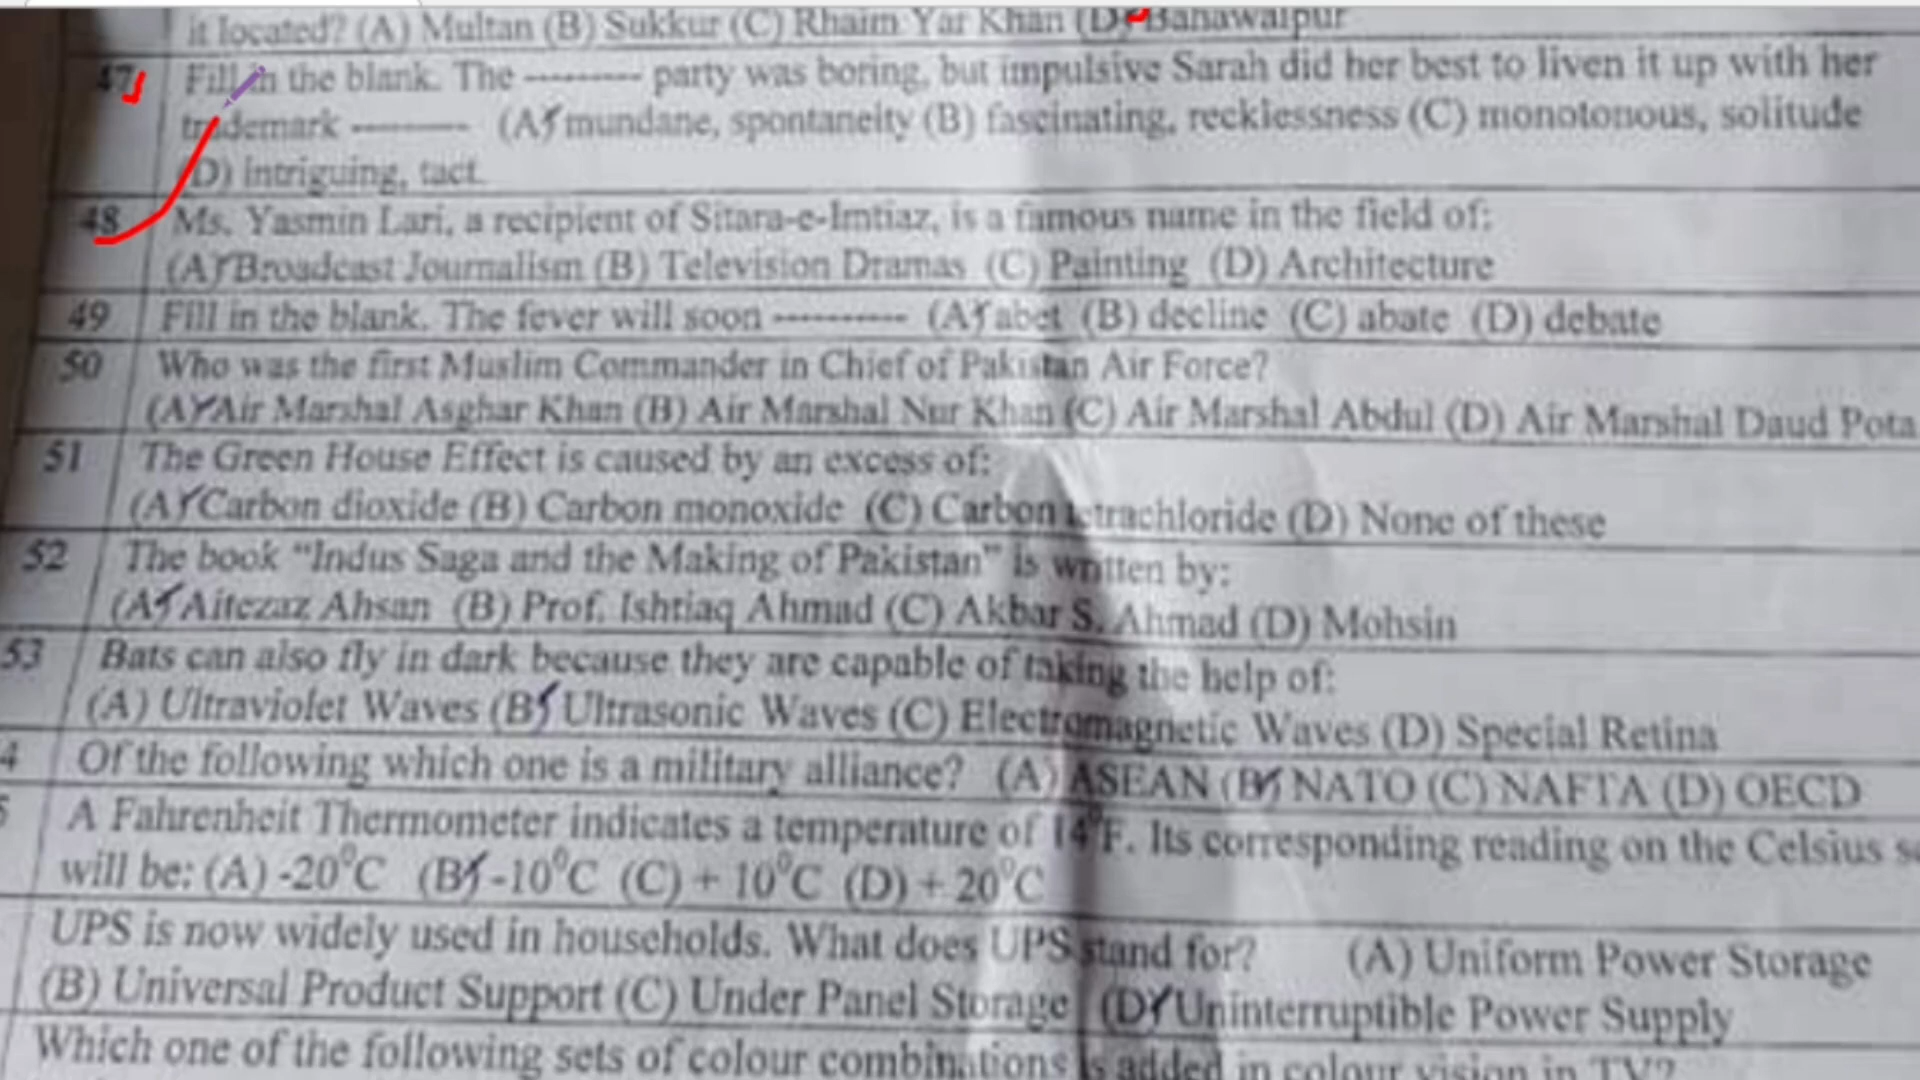 it located? (A) Multan (B) Sukkur (C) Rhaim Yar Khan (D) Bahawalpur
47 Fill in the blank. The ---------- party was boring, but impulsive Sarah did her best to liven it up with her
trademark ---------- (A) mundane, spontaneity (B) fascinating, recklessness (C) monotonous, solitude
(D) intriguing, tact.
48 Ms. Yasmin Lari, a recipient of Sitara-e-Imtiaz, is a famous name in the field of:
(A) Broadcast Journalism (B) Television Dramas (C) Painting (D) Architecture
49 Fill in the blank. The fever will soon ----------- (A) abet (B) decline (C) abate (D) debate
50 Who was the first Muslim Commander in Chief of Pakistan Air Force?
(A) Air Marshal Asghar Khan (B) Air Marshal Nur Khan (C) Air Marshal Abdul (D) Air Marshal Daud Pota
51 The Green House Effect is caused by an excess of:
(A) Carbon dioxide (B) Carbon monoxide (C) Carbon tetrachloride (D) None of these
52 The book “Indus Saga and the Making of Pakistan” is written by:
(A) Aitezaz Ahsan (B) Prof. Ishtiaq Ahmad (C) Akbar S. Ahmad (D) Mohsin
53 Bats can also fly in dark because they are capable of taking the help of:
(A) Ultraviolet Waves (B) Ultrasonic Waves (C) Electromagnetic Waves (D) Special Retina
4 Of the following which one is a military alliance? (A) ASEAN (B) NATO (C) NAFTA (D) OECD
A Fahrenheit Thermometer indicates a temperature of 14⁰F. Its corresponding reading on the Celsius
will be: (A) -20⁰C (B) -10⁰C (C) + 10⁰C (D) + 20⁰C
UPS is now widely used in households. What does UPS stand for? (A) Uniform Power Storage
(B) Universal Product Support (C) Under Panel Storage (D) Uninterruptible Power Supply
Which one of the following sets of colour combinations is added in colour vision in TV?